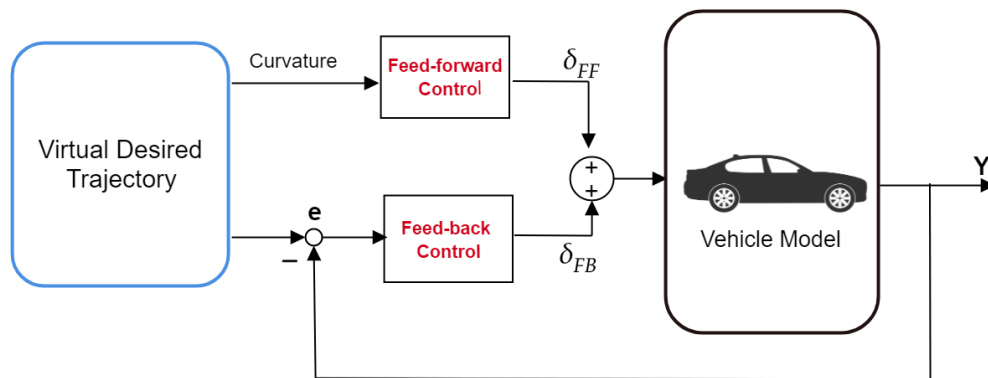 Curvature
Feed-forward
Control
δFF
Virtual Desired
Trajectory
+
+
Y
e
−
Feed-back
Control
δFB
Vehicle Model